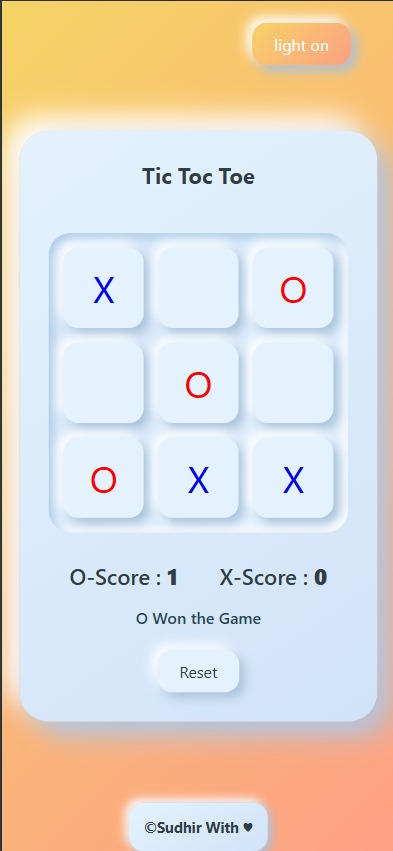 light on
Tic Toc Toe
X O
O
O X X
O-Score : 1 X-Score : 0
O Won the Game
Reset
©Sudhir With ♥